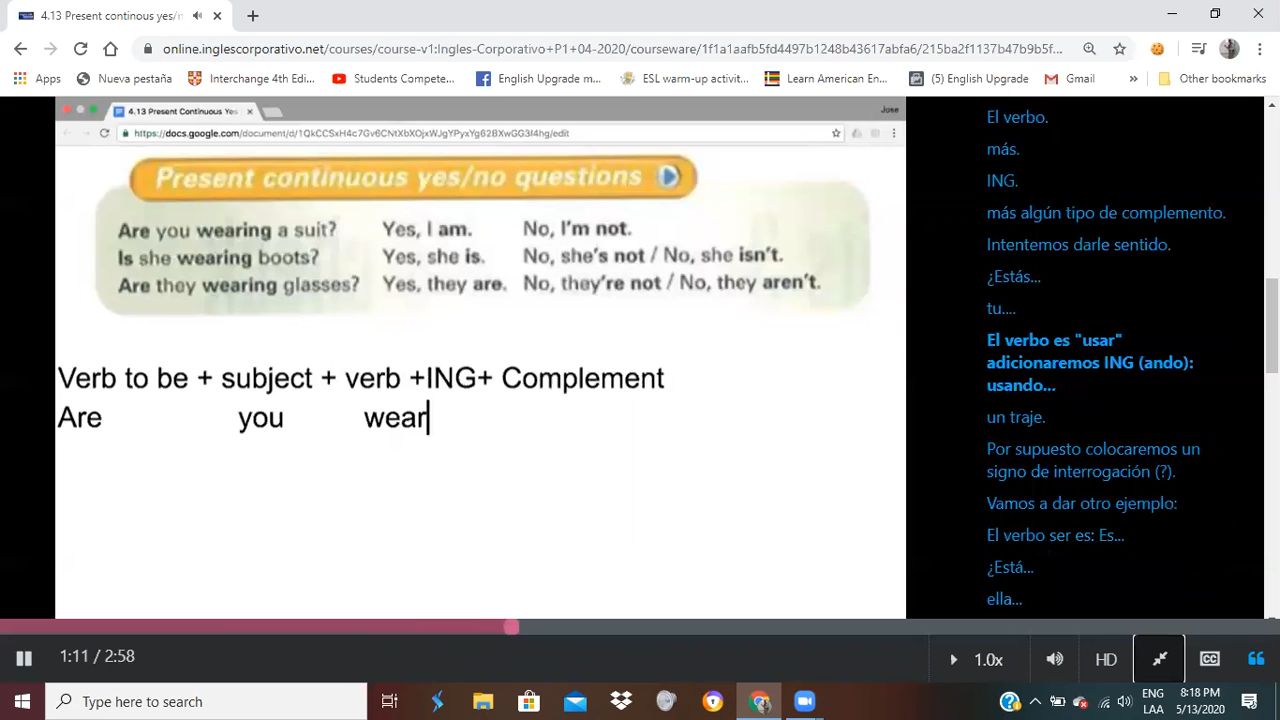 4.13 Present continous yes/n
online.inglescorporativo.net/courses/course-v1:Ingles-Corporativo+P1+04-2020/courseware/1f1a1aafb5fd4497b1248b43617abfa6/215ba2f1137b47b9b5f...
Apps Nueva pestaña Interchange 4th Edi... Students Compete... English Upgrade m... ESL warm-up activit... Learn American En... (5) English Upgrade Gmail » Other bookmarks
4.13 Present Continuous Yes Jose
https://docs.google.com/document/d/1QkCCSxH4c7Gv6CNtXbXOjxWJgYPyxYg62BXwGG3I4hg/edit
Present continuous yes/no questions
Are you wearing a suit? Yes, I am. No, I'm not.
Is she wearing boots? Yes, she is. No, she's not / No, she isn't.
Are they wearing glasses? Yes, they are. No, they're not / No, they aren't.
Verb to be + subject + verb +ING+ Complement
Are you wear
El verbo.
más.
ING.
más algún tipo de complemento.
Intentemos darle sentido.
¿Estás...
tu....
El verbo es "usar"
adicionaremos ING (ando):
usando...
un traje.
Por supuesto colocaremos un
signo de interrogación (?).
Vamos a dar otro ejemplo:
El verbo ser es: Es...
¿Está...
ella...
1:11 / 2:58 1.0x HD
Type here to search
ENG 8:18 PM
LAA 5/13/2020